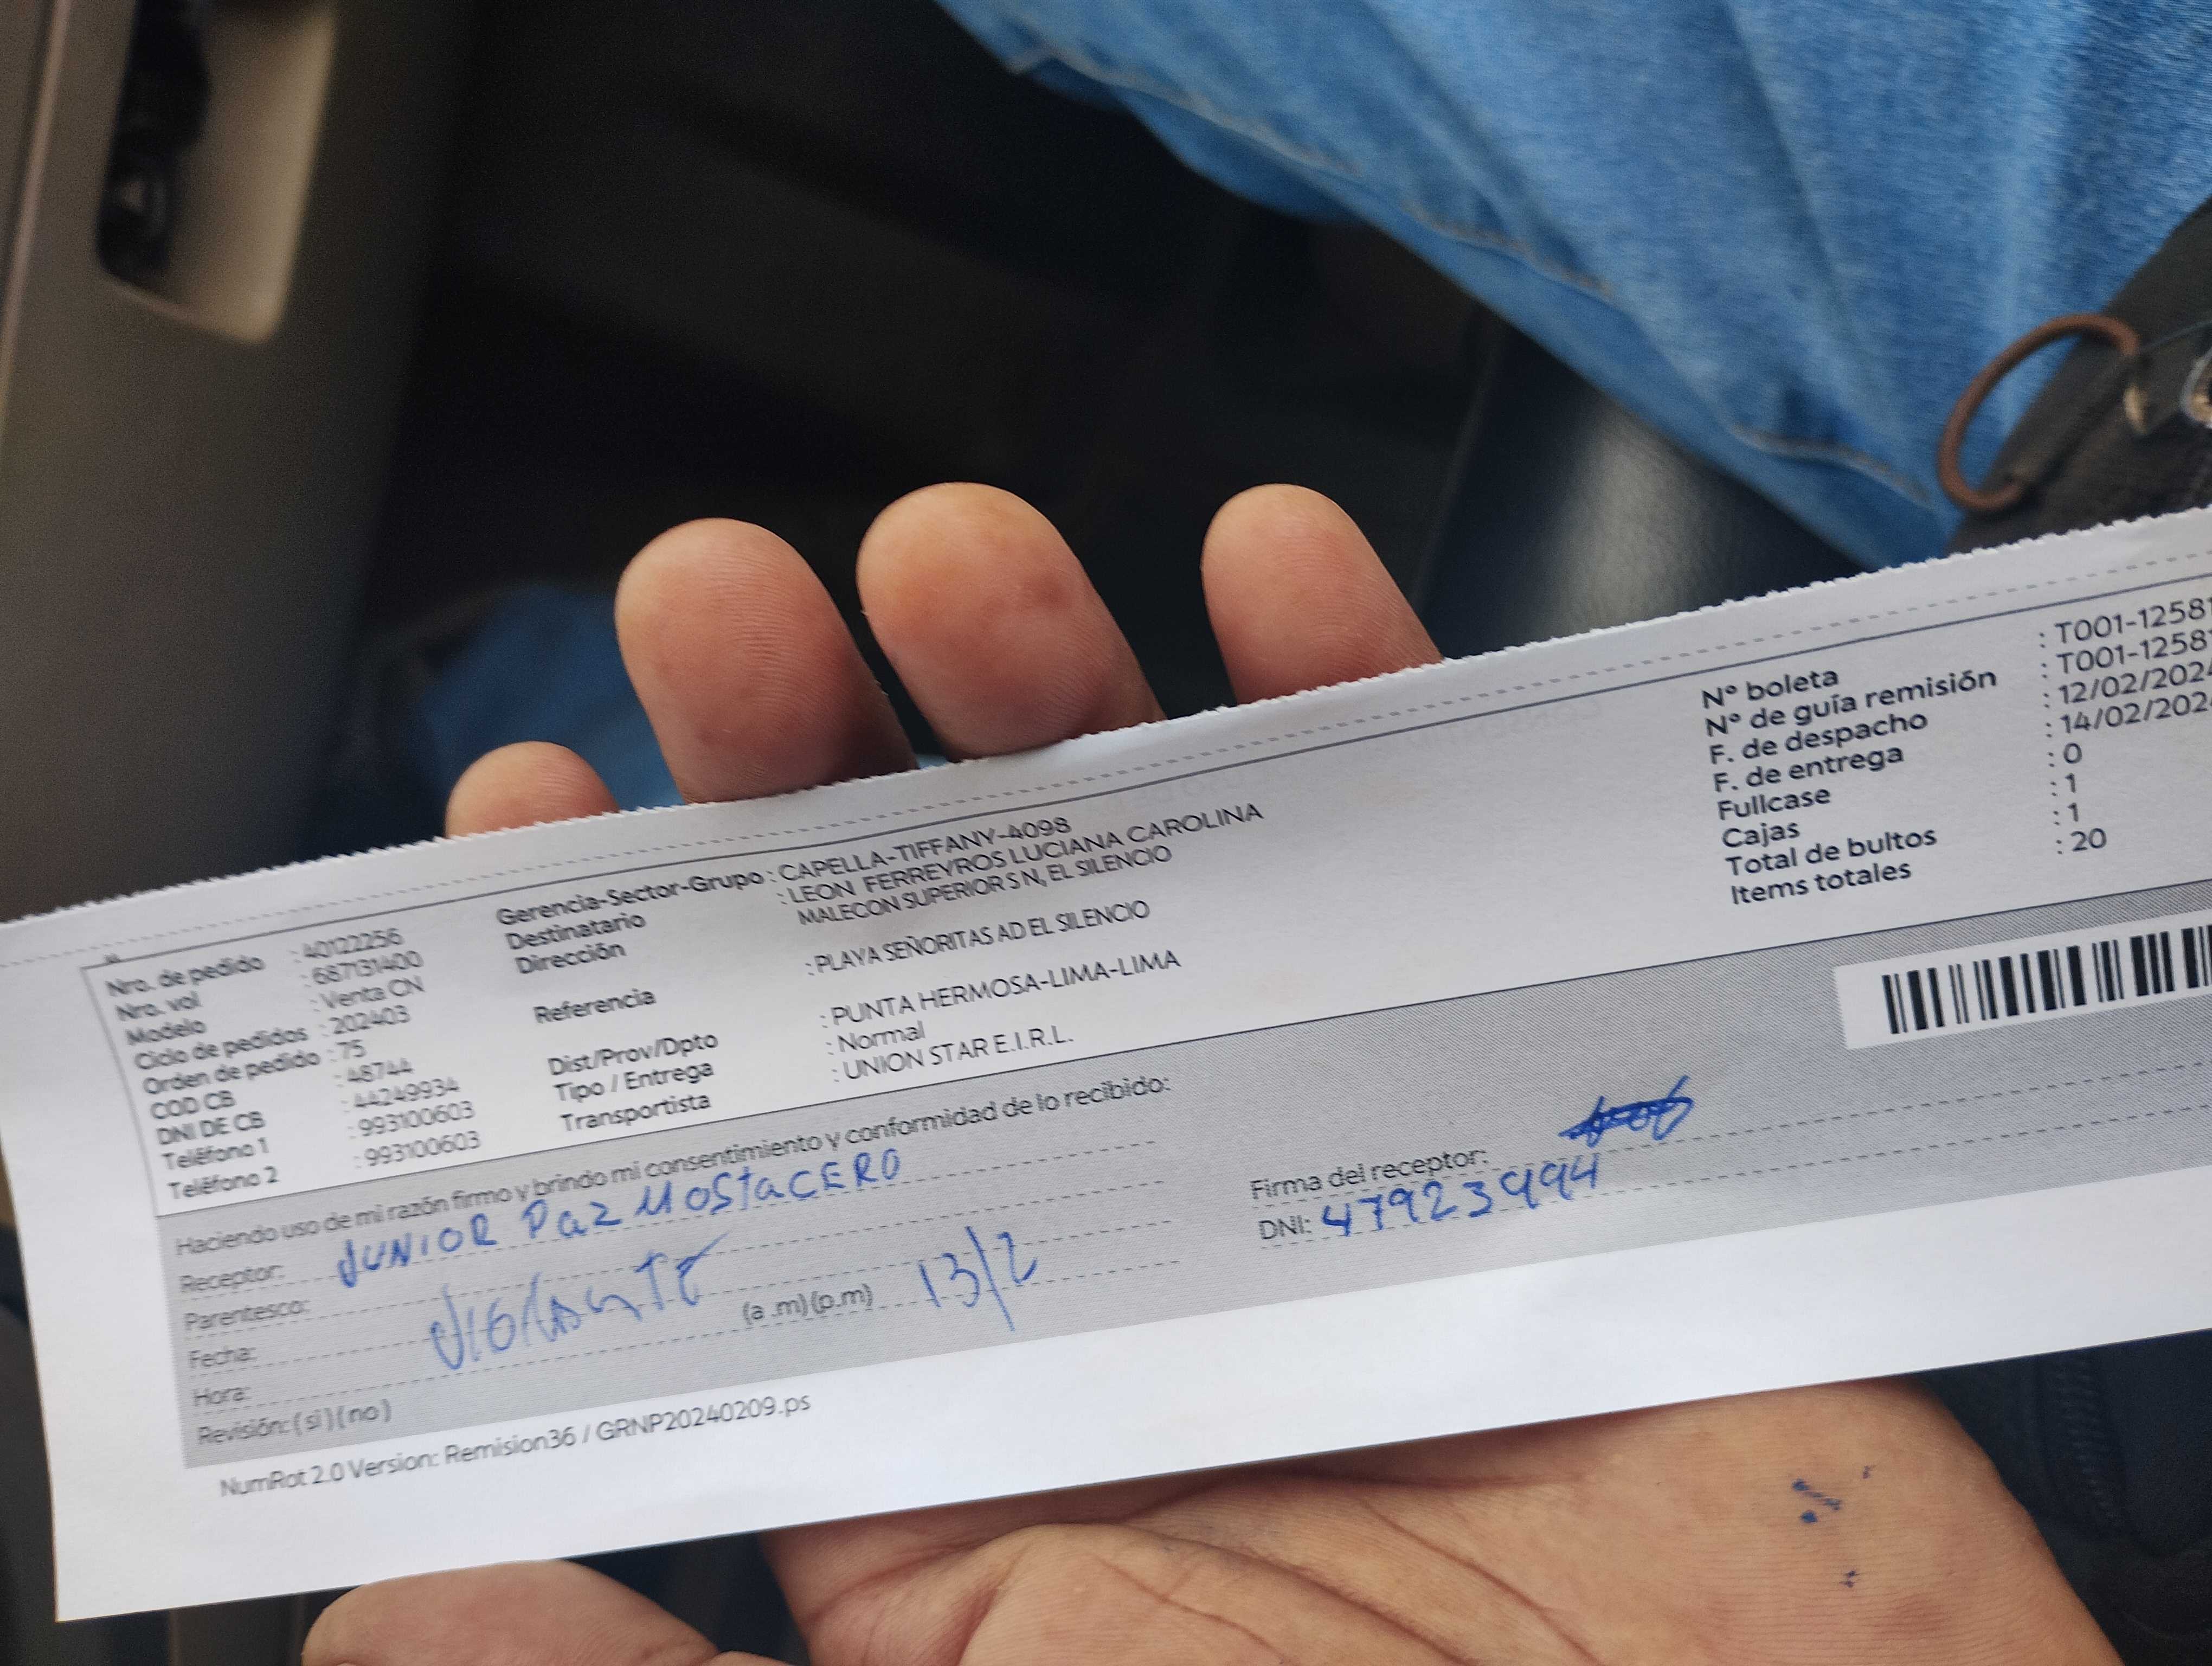 Nro. de pedido : 40122256
Nro. vol : 687131400
Modelo : Venta CN
Ciclo de pedidos : 202403
Orden de pedido : 75
COD CB : 48744
DNI DE CB : 44249934
Teléfono 1 : 993100603
Teléfono 2 : 993100603
Gerencia-Sector-Grupo : CAPELLA-TIFFANY-4098
Destinatario : LEON FERREYROS LUCIANA CAROLINA
Dirección MALECON SUPERIOR S N, EL SILENCIO
Referencia : PLAYA SEÑORITAS AD EL SILENCIO
Dist/Prov/Dpto : PUNTA HERMOSA-LIMA-LIMA
Tipo / Entrega : Normal
Transportista : UNION STAR E.I.R.L.
N° boleta : T001-12581
N° de guía remisión : T001-1258
F. de despacho : 12/02/202
F. de entrega : 14/02/202
Fullcase : 0
Cajas : 1
Total de bultos : 1
Items totales : 20
Haciendo uso de mi razón firmo y brindo mi consentimiento y conformidad de lo recibido:
Receptor: JUNIOR Paz MOStaCERO
Parentesco:
Fecha: VIGILANTE
Hora: (a .m) (p.m) 13/2
Revisión: ( si ) ( no )
Firma del receptor:
DNI: 47923994
NumRot 2.0 Version: Remision36 / GRNP20240209.ps